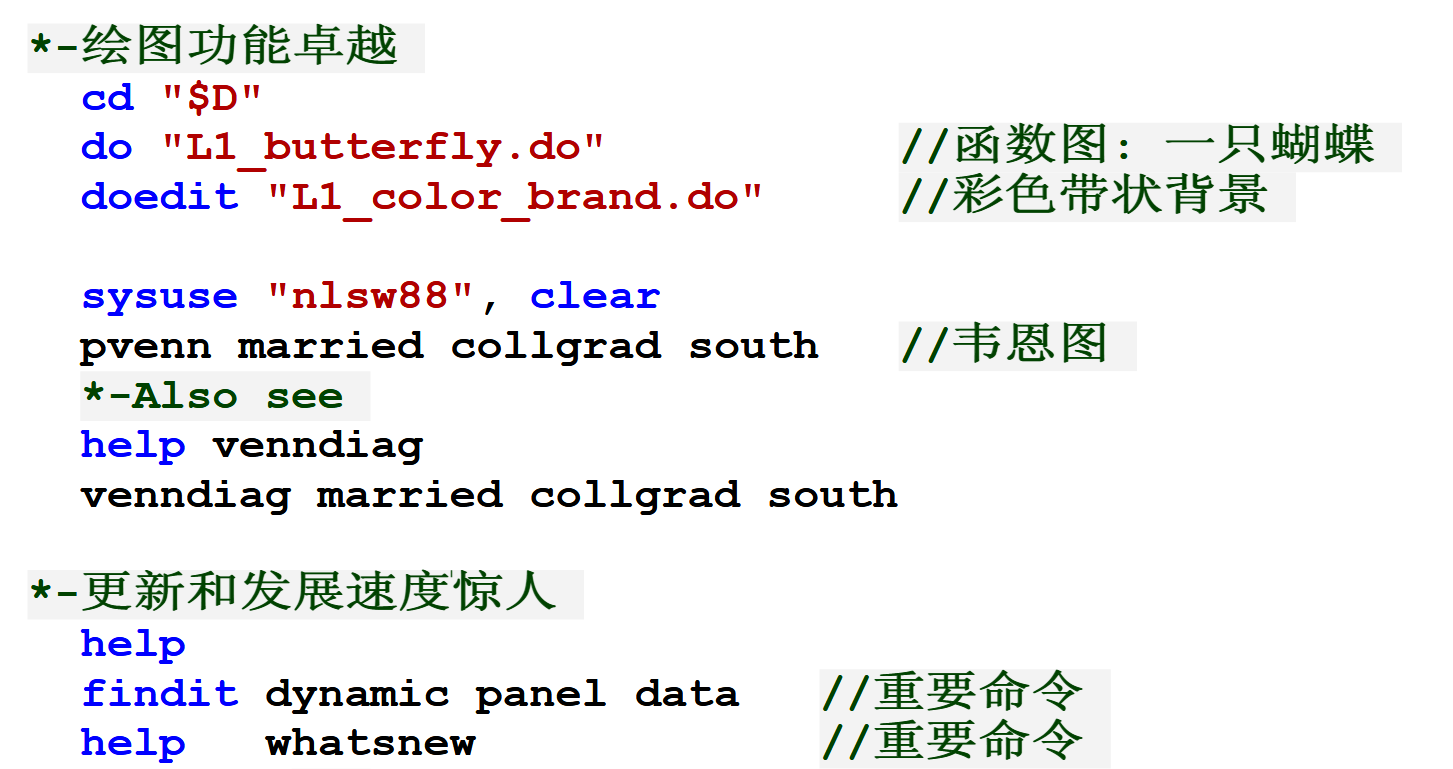 *-绘图功能卓越
cd "$D"
do "L1_butterfly.do" //函数图: 一只蝴蝶
doedit "L1_color_brand.do" //彩色带状背景
sysuse "nlsw88", clear
pvenn married collgrad south //韦恩图
*-Also see
help venndiag
venndiag married collgrad south
*-更新和发展速度惊人
help
findit dynamic panel data //重要命令
help whatsnew //重要命令